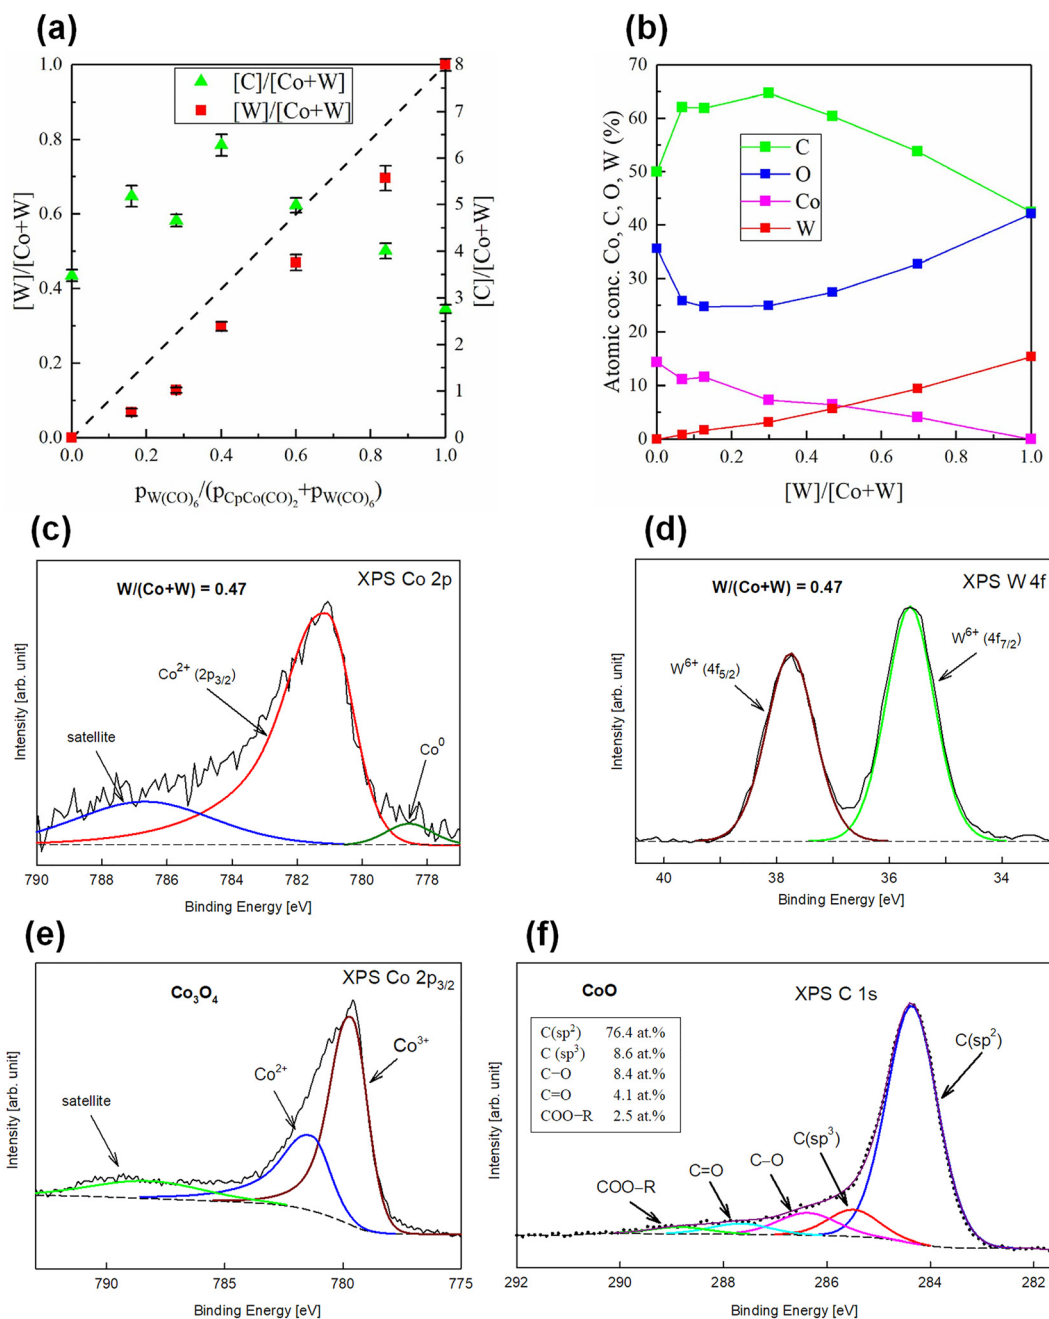 (a)
1.0
0.8
0.6
0.4
0.2
0.0
[W]/[Co+W]
[C]/[Co+W]
[W]/[Co+W]
8
7
6
5
4
3
2
1
0
[C]/[Co+W]
0.0 0.2 0.4 0.6 0.8 1.0
p_W(CO)₆/(p_CpCo(CO)₂+p_W(CO)₆)
(b)
70
60
50
40
30
20
10
0
Atomic conc. Co, C, O, W (%)
C
O
Co
W
0.0 0.2 0.4 0.6 0.8 1.0
[W]/[Co+W]
(c)
XPS Co 2p
W/(Co+W) = 0.47
Co²⁺ (2p₃/₂)
satellite
Co⁰
Intensity [arb. unit]
790 788 786 784 782 780 778
Binding Energy [eV]
(d)
XPS W 4f
W/(Co+W) = 0.47
W⁶⁺ (4f₇/₂)
W⁶⁺ (4f₅/₂)
Intensity [arb. unit]
40 38 36 34
Binding Energy [eV]
(e)
XPS Co 2p₃/₂
Co₃O₄
Co³⁺
Co²⁺
satellite
Intensity [arb. unit]
790 785 780 775
Binding Energy [eV]
(f)
CoO
XPS C 1s
C(sp²) 76.4 at.%
C (sp³) 8.6 at.%
C−O 8.4 at.%
C=O 4.1 at.%
COO−R 2.5 at.%
C(sp²)
C(sp³)
C−O
C=O
COO−R
Intensity [arb. unit]
292 290 288 286 284 282
Binding Energy [eV]